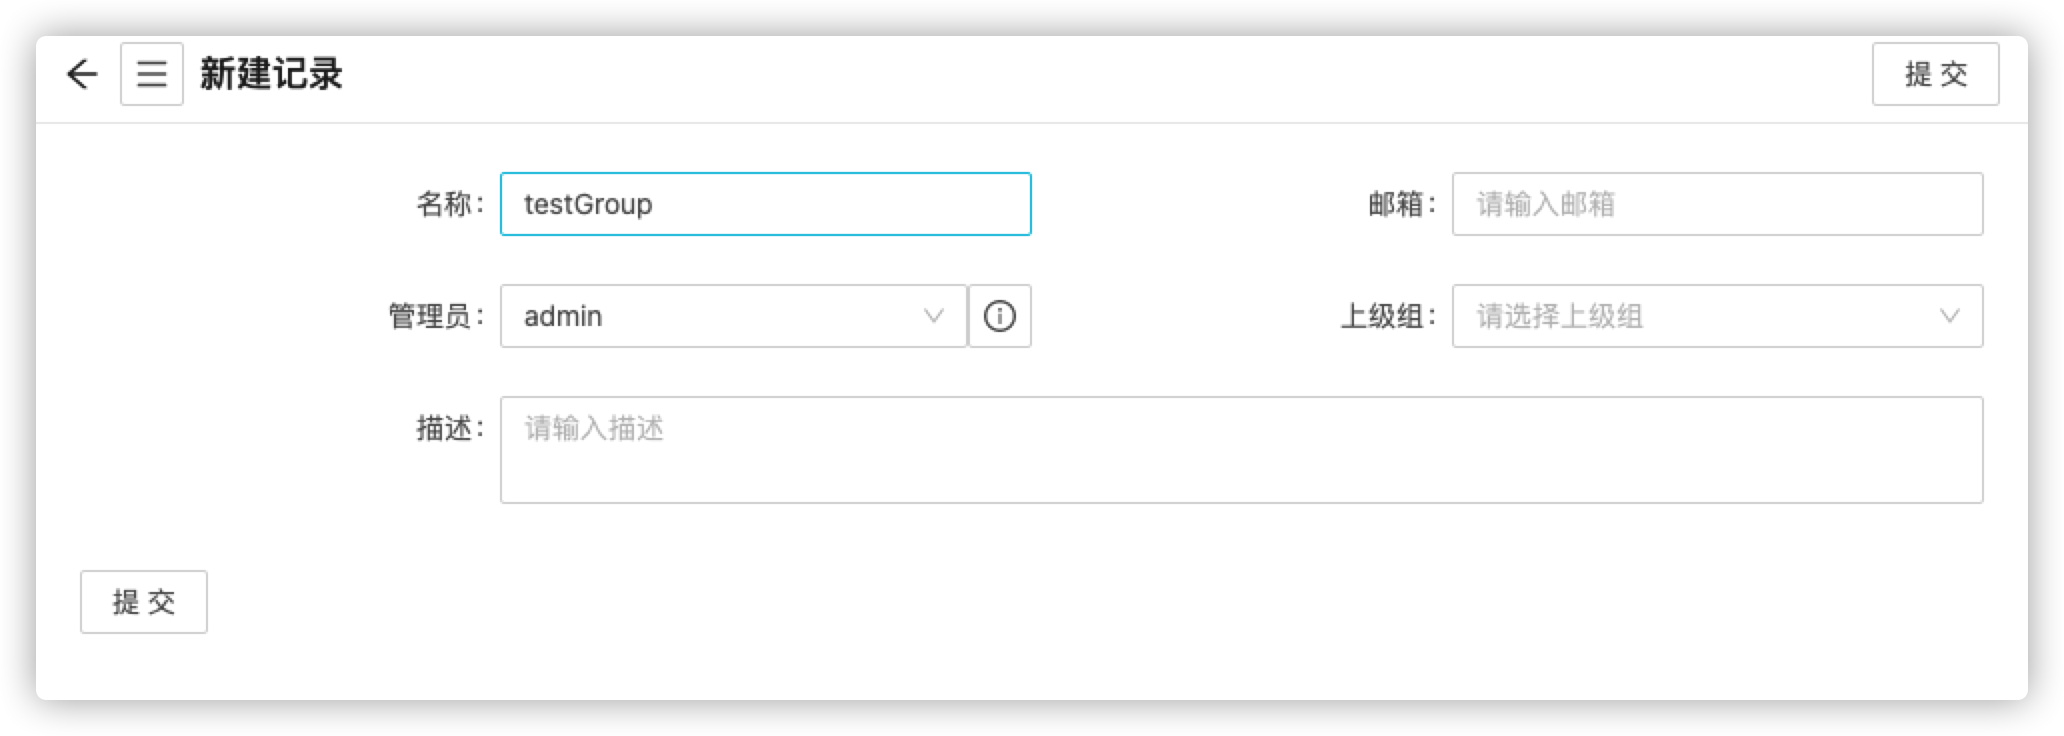 新建记录
提 交
名称: testGroup
邮箱: 请输入邮箱
管理员: admin
上级组: 请选择上级组
描述: 请输入描述
提 交